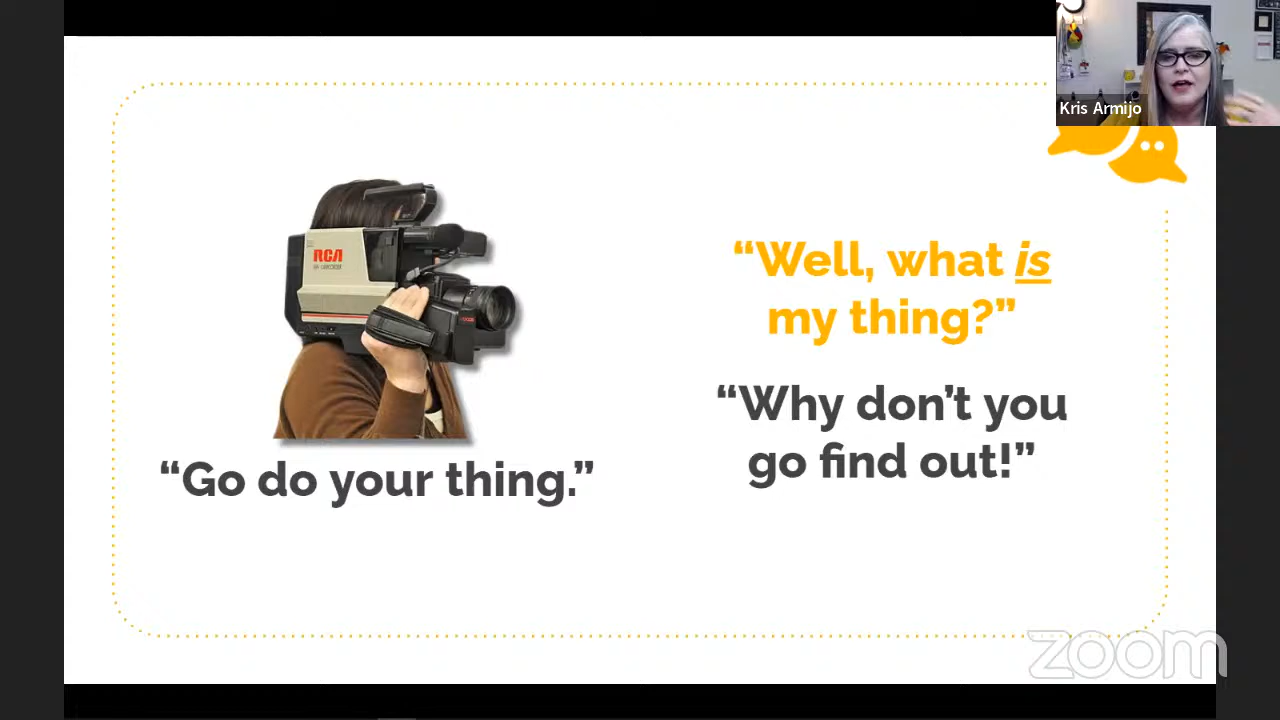 Kris Armijo
RCA
“Well, what is
my thing?”
“Why don’t you
go find out!”
“Go do your thing.”
zoom